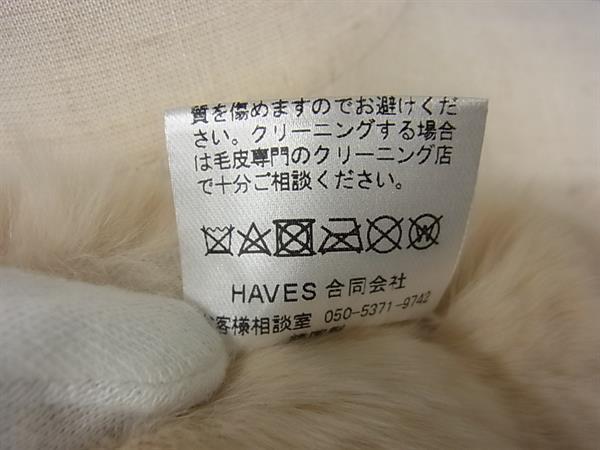 質を傷めますのでお避けくだ
さい。クリーニングする場合
は毛皮専門のクリーニング店
で十分ご相談ください。
HAVES 合同会社
お客様相談室 050-5371-9742